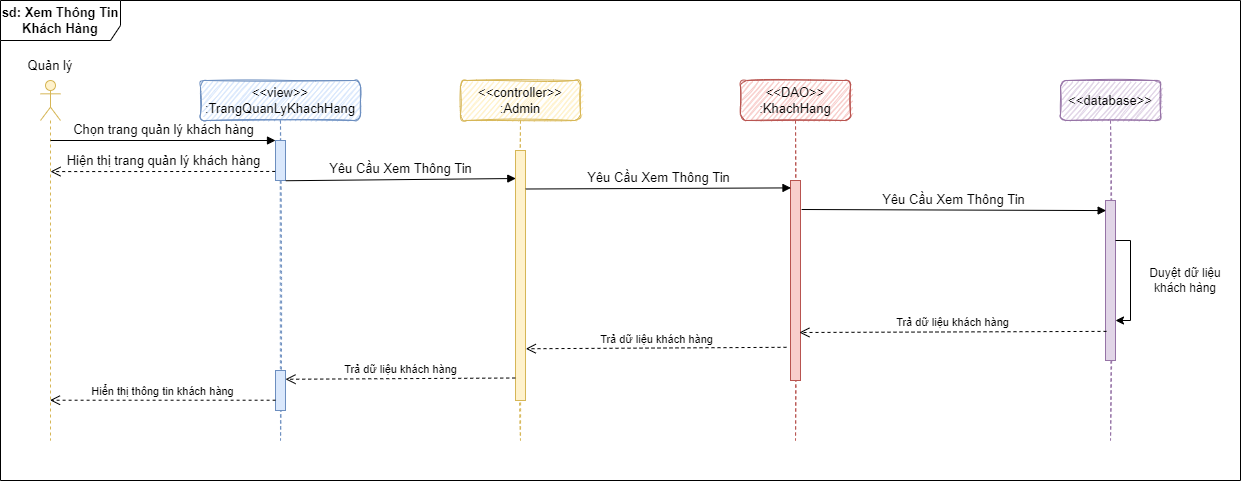 sd: Xem Thông Tin
Khách Hàng
Quản lý
<<view>>
:TrangQuanLyKhachHang
<<controller>>
:Admin
<<DAO>>
:KhachHang
<<database>>
Chọn trang quản lý khách hàng
Hiện thị trang quản lý khách hàng
Yêu Cầu Xem Thông Tin
Yêu Cầu Xem Thông Tin
Yêu Cầu Xem Thông Tin
Duyệt dữ liệu
khách hàng
Trả dữ liệu khách hàng
Trả dữ liệu khách hàng
Trả dữ liệu khách hàng
Hiển thị thông tin khách hàng